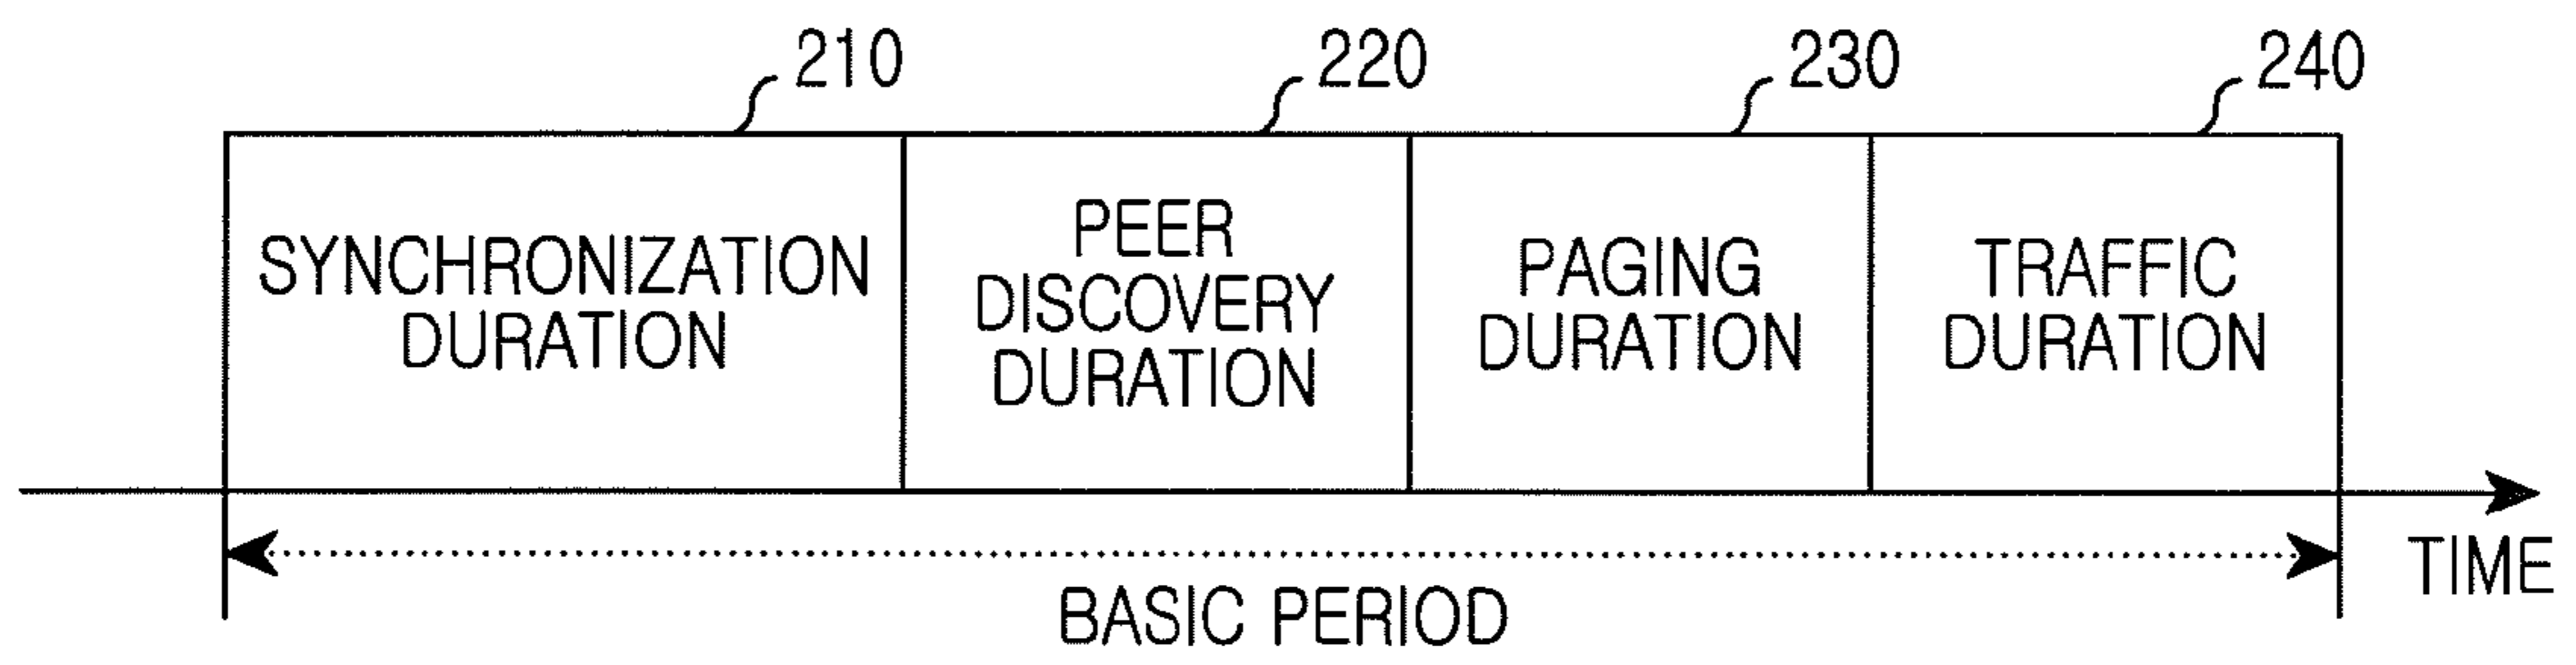 210
220
230
240
SYNCHRONIZATION
DURATION
PEER
DISCOVERY
DURATION
PAGING
DURATION
TRAFFIC
DURATION
TIME
BASIC PERIOD